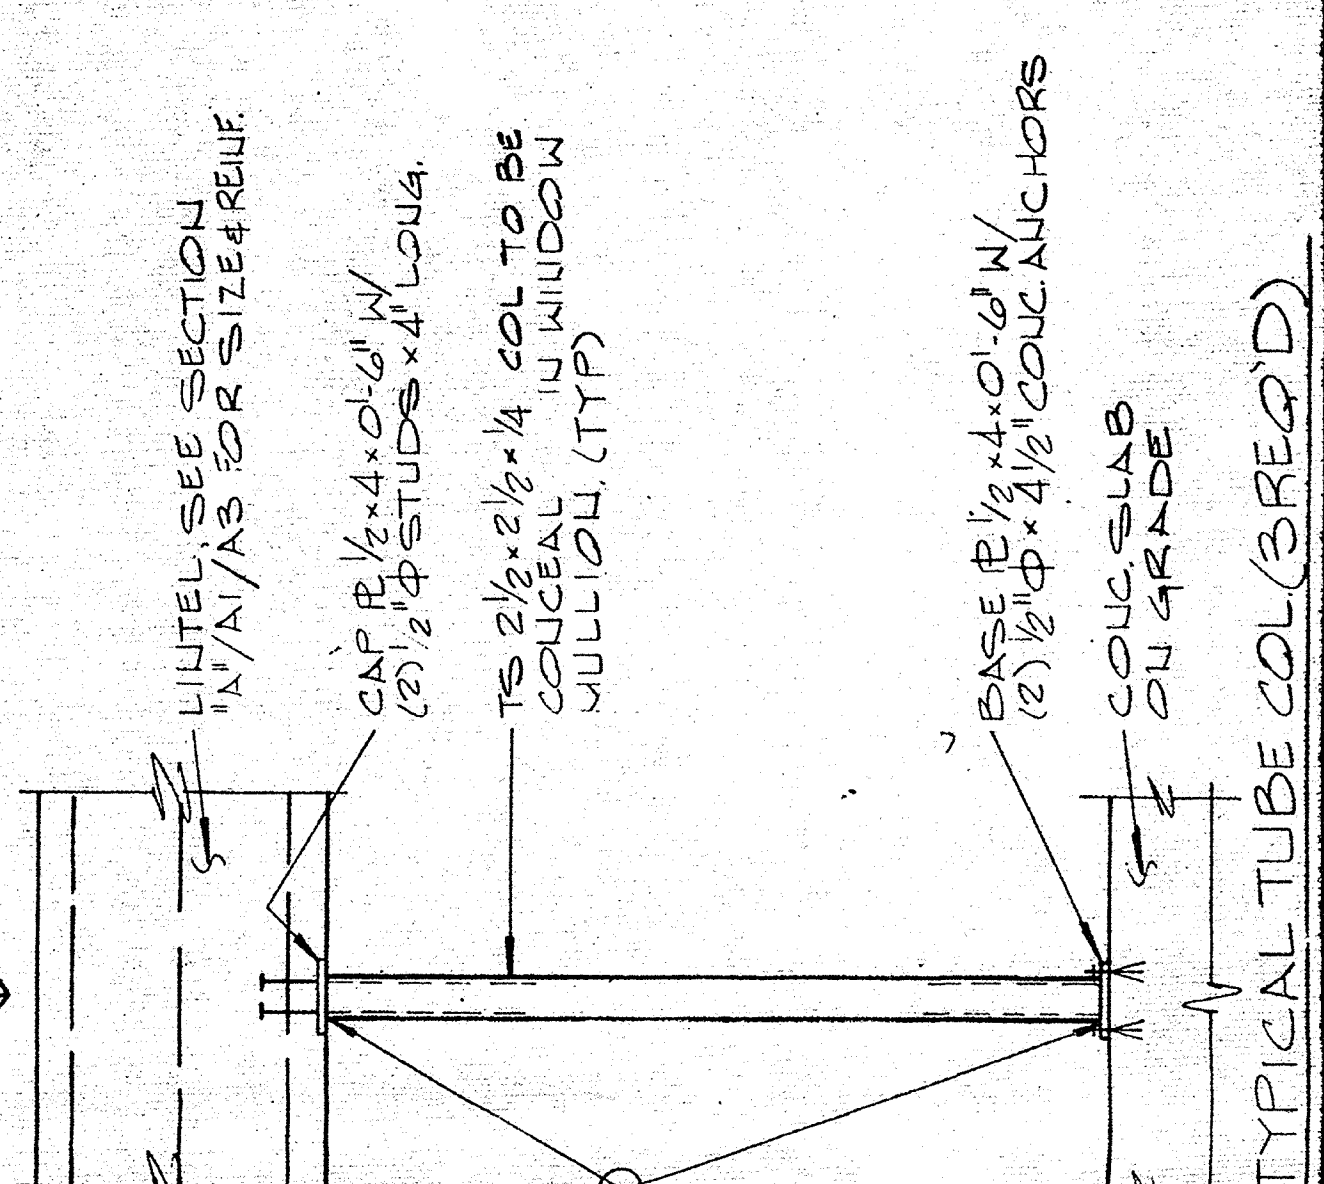 LINTEL, SEE SECTION
"A"/A1/A3 FOR SIZE & REINF.
CAP PL 1/2 x 4 x 0'-6" W/
(2) 1/2" Φ STUDS x 4" LONG.
TS 2 1/2 x 2 1/2 x 1/4 COL TO BE
CONCEAL IN WINDOW
MULLION. (TYP)
BASE PL 1/2 x 4 x 0'-6" W/
(2) 1/2" Φ x 4 1/2" CONC. ANCHORS
CONC. SLAB
ON GRADE
TYPICAL TUBE COL. (3 REQ'D)